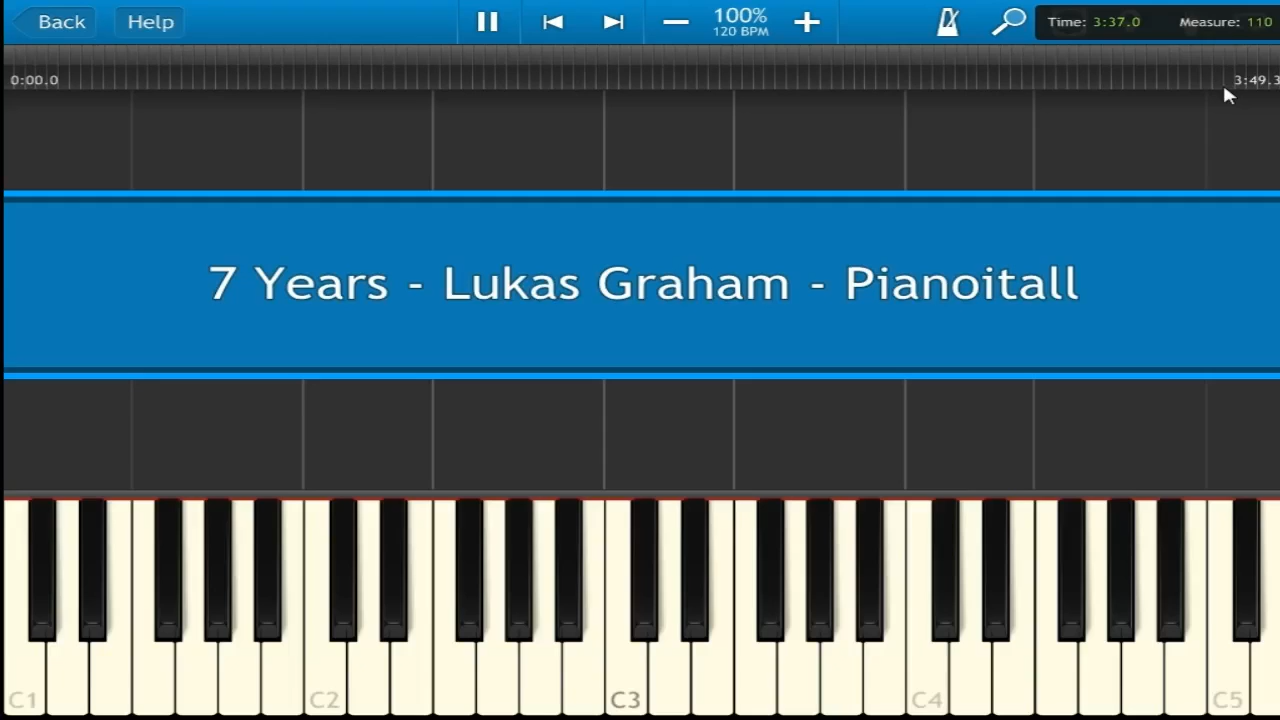 Back
Help
100%
120 BPM
Time: 3:37.0
Measure: 110
0:00.0
3:49.3
7 Years - Lukas Graham - Pianoitall
C1
C2
C3
C4
C5